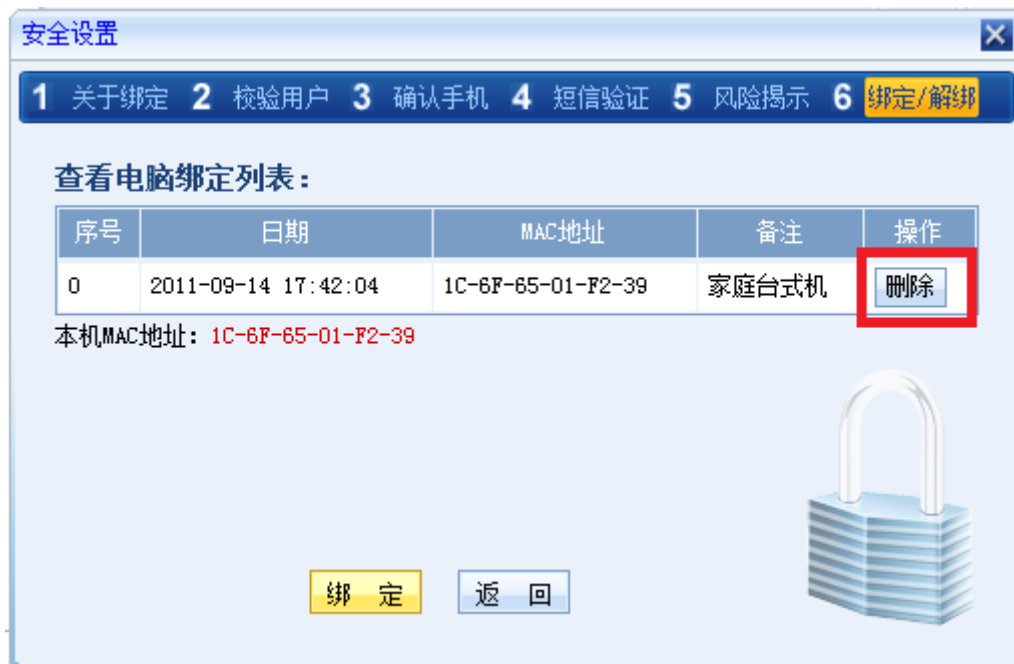 安全设置
1 关于绑定 2 校验用户 3 确认手机 4 短信验证 5 风险揭示 6 绑定/解绑
查看电脑绑定列表：
序号 日期 MAC地址 备注 操作
0 2011-09-14 17:42:04 1C-6F-65-01-F2-39 家庭台式机 删除
本机MAC地址：1C-6F-65-01-F2-39
绑 定 返 回